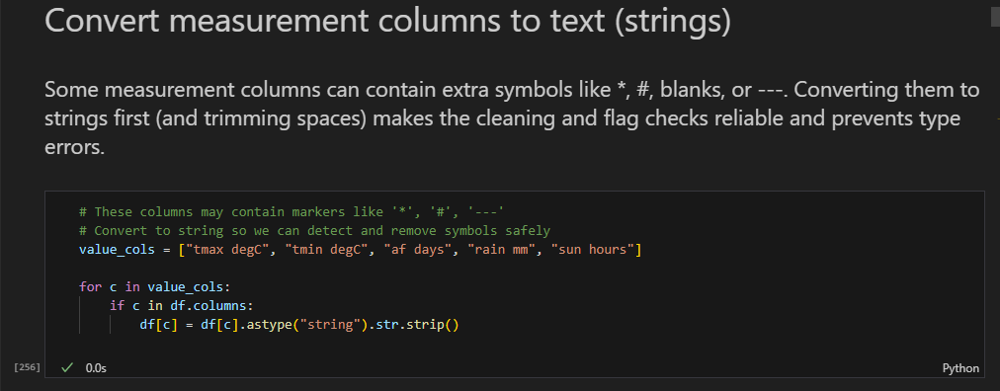 Convert measurement columns to text (strings)
Some measurement columns can contain extra symbols like *, #, blanks, or ---. Converting them to
strings first (and trimming spaces) makes the cleaning and flag checks reliable and prevents type
errors.
# These columns may contain markers like '*', '#', '---'
# Convert to string so we can detect and remove symbols safely
value_cols = ["tmax degC", "tmin degC", "af days", "rain mm", "sun hours"]
for c in value_cols:
    if c in df.columns:
        df[c] = df[c].astype("string").str.strip()
[256]
✓ 0.0s
Python